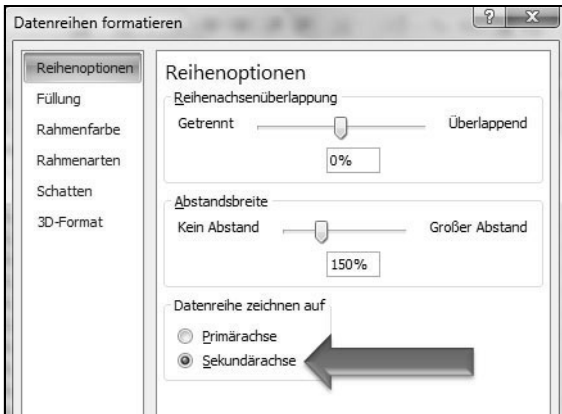 Datenreihen formatieren
Reihenoptionen
Füllung
Rahmenfarbe
Rahmenarten
Schatten
3D-Format
Reihenoptionen
Reihenachsenüberlappung
Getrennt Überlappend
0%
Abstandsbreite
Kein Abstand Großer Abstand
150%
Datenreihe zeichnen auf
Primärachse
Sekundärachse